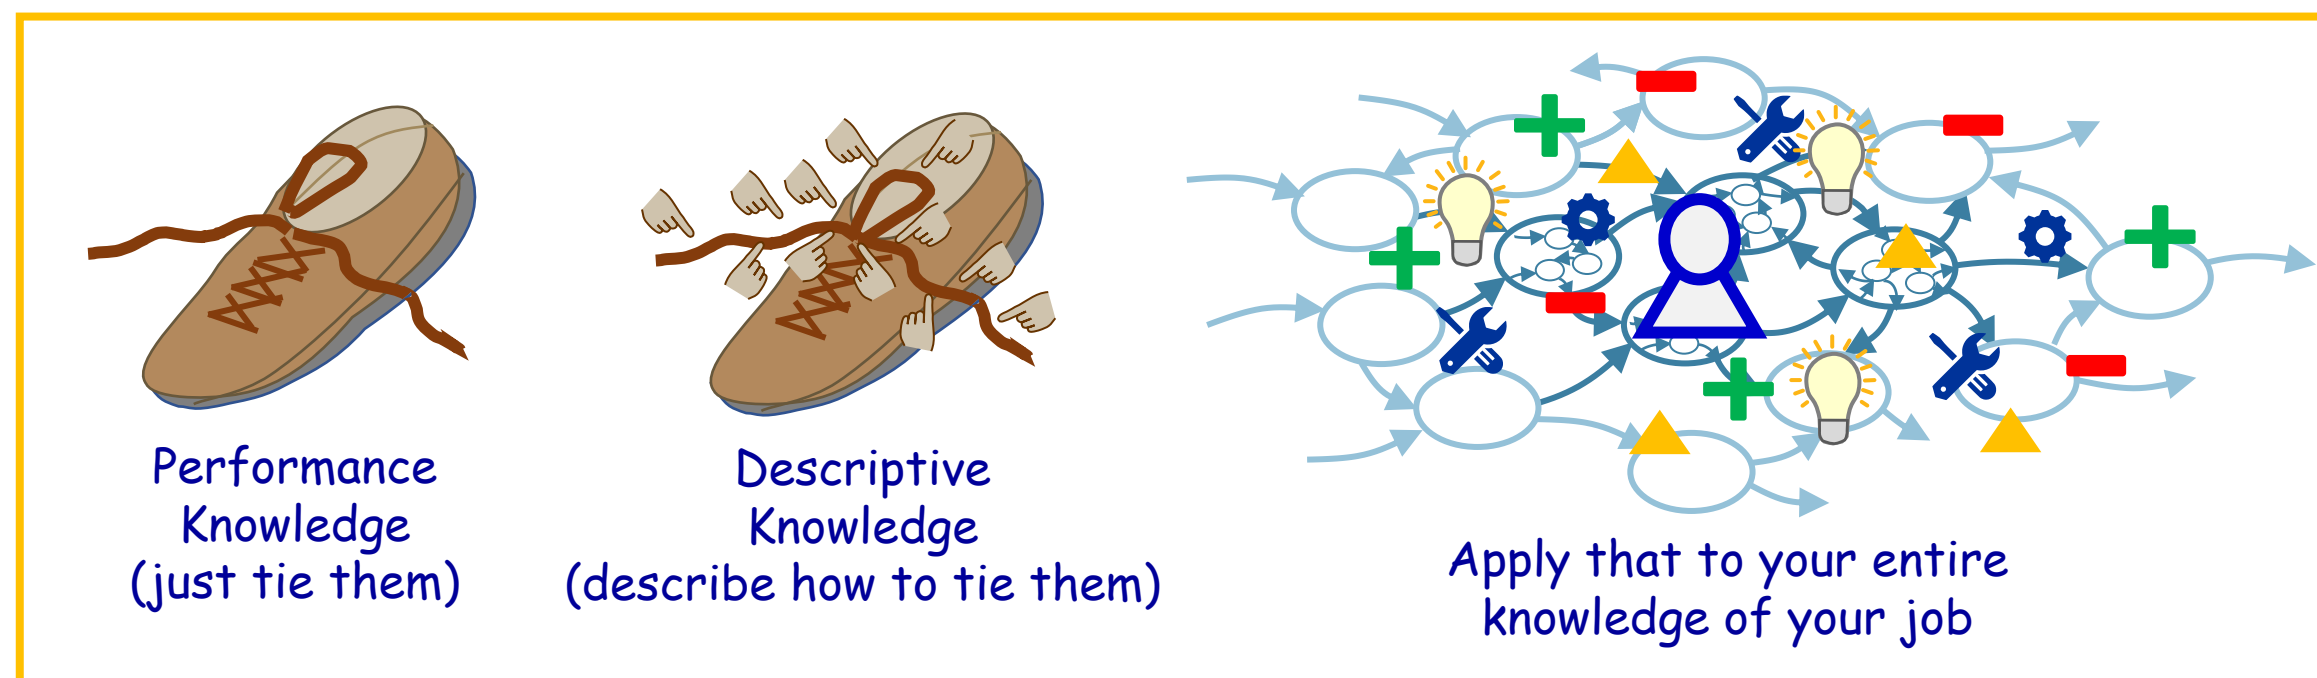 Performance
Knowledge
(just tie them)
Descriptive
Knowledge
(describe how to tie them)
Apply that to your entire
knowledge of your job